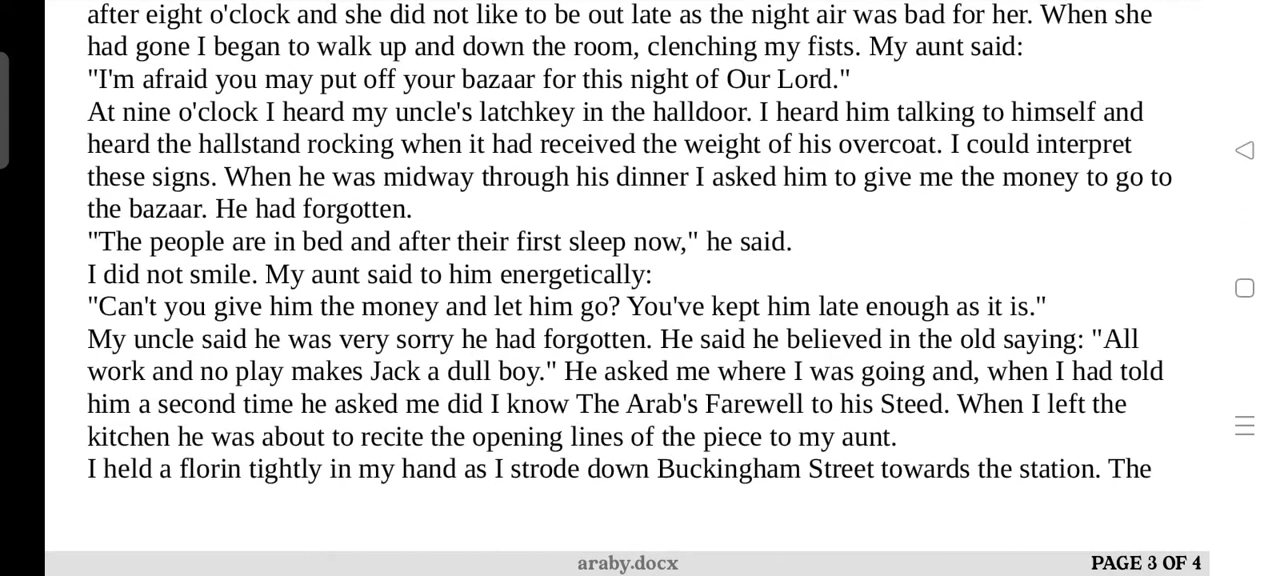 after eight o'clock and she did not like to be out late as the night air was bad for her. When she
had gone I began to walk up and down the room, clenching my fists. My aunt said:
"I'm afraid you may put off your bazaar for this night of Our Lord."
At nine o'clock I heard my uncle's latchkey in the halldoor. I heard him talking to himself and
heard the hallstand rocking when it had received the weight of his overcoat. I could interpret
these signs. When he was midway through his dinner I asked him to give me the money to go to
the bazaar. He had forgotten.
"The people are in bed and after their first sleep now," he said.
I did not smile. My aunt said to him energetically:
"Can't you give him the money and let him go? You've kept him late enough as it is."
My uncle said he was very sorry he had forgotten. He said he believed in the old saying: "All
work and no play makes Jack a dull boy." He asked me where I was going and, when I had told
him a second time he asked me did I know The Arab's Farewell to his Steed. When I left the
kitchen he was about to recite the opening lines of the piece to my aunt.
I held a florin tightly in my hand as I strode down Buckingham Street towards the station. The
araby.docx
PAGE 3 OF 4